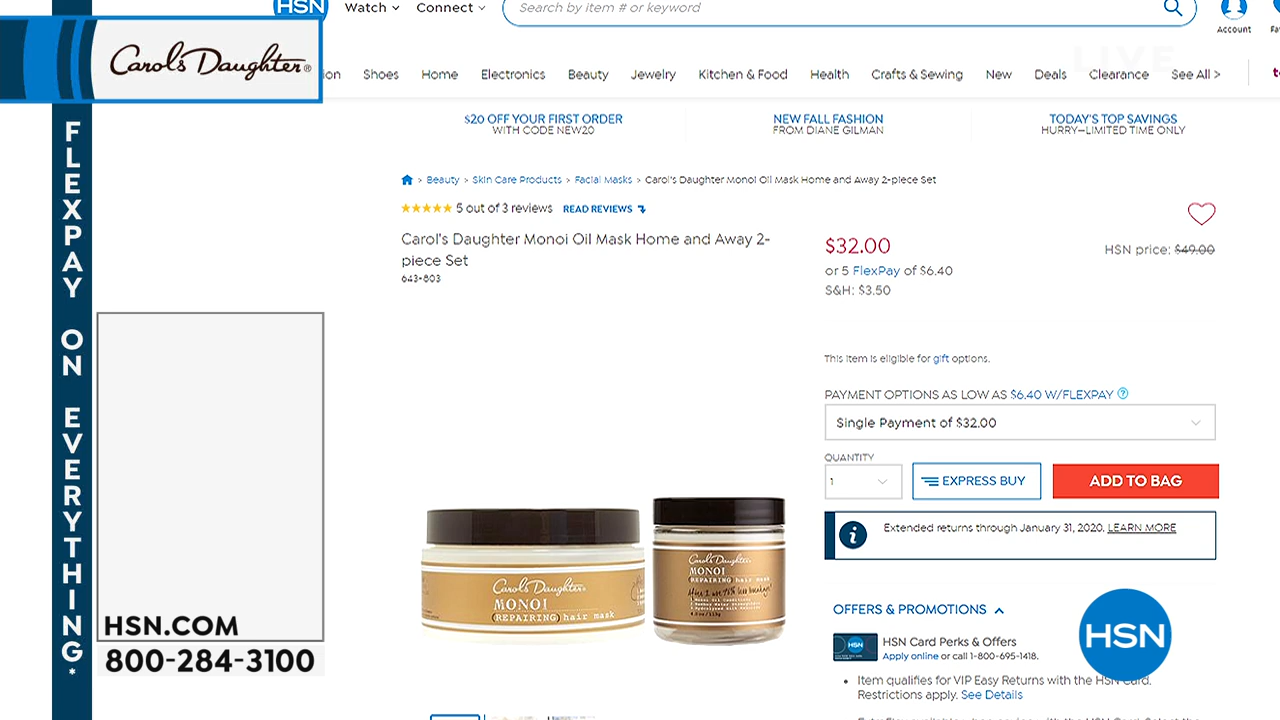 HSN
Watch
Connect
Search by item # or keyword
Account
Carol's Daughter®
Shoes
Home
Electronics
Beauty
Jewelry
Kitchen & Food
Health
Crafts & Sewing
New
Deals
Clearance
See All >
LIVE
$20 OFF YOUR FIRST ORDER
WITH CODE NEW20
NEW FALL FASHION
FROM DIANE GILMAN
TODAY'S TOP SAVINGS
HURRY—LIMITED TIME ONLY
FLEXPAY ON EVERYTHING*
> Beauty > Skin Care Products > Facial Masks > Carol's Daughter Monoi Oil Mask Home and Away 2-piece Set
5 out of 3 reviews READ REVIEWS
Carol's Daughter Monoi Oil Mask Home and Away 2-
piece Set
643-803
$32.00
HSN price: $49.00
or 5 FlexPay of $6.40
S&H: $3.50
This item is eligible for gift options.
PAYMENT OPTIONS AS LOW AS $6.40 W/FLEXPAY ?
Single Payment of $32.00
QUANTITY
1
EXPRESS BUY
ADD TO BAG
i
Extended returns through January 31, 2020. LEARN MORE
Carol's Daughter®
MONOI
(REPAIRING) hair mask
Carol's Daughter
MONOI
(REPAIRING) hair mask
OFFERS & PROMOTIONS
HSN
HSN Card Perks & Offers
Apply online or call 1-800-695-1418.
HSN
• Item qualifies for VIP Easy Returns with the HSN Card.
Restrictions apply. See Details
HSN.COM
800-284-3100